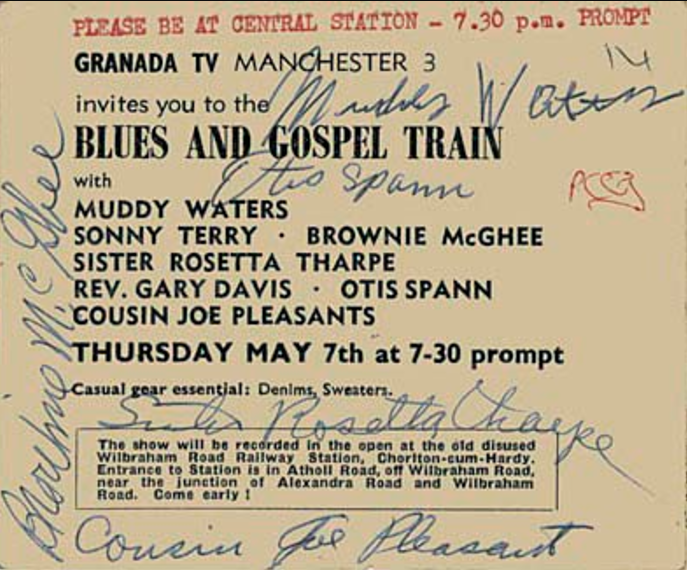 PLEASE BE AT CENTRAL STATION - 7.30 p.m. PROMPT
GRANADA TV MANCHESTER 3
14
invites you to the
Muddy Waters
BLUES AND GOSPEL TRAIN
with
Otis Spann
MUDDY WATERS
SONNY TERRY · BROWNIE McGHEE
SISTER ROSETTA THARPE
REV. GARY DAVIS · OTIS SPANN
COUSIN JOE PLEASANTS
THURSDAY MAY 7th at 7-30 prompt
Casual gear essential: Denims, Sweaters.
Sister Rosetta Tharpe
The show will be recorded in the open at the old disused
Wilbraham Road Railway Station, Chorlton-cum-Hardy.
Entrance to Station is in Atholl Road, off Wilbraham Road,
near the junction of Alexandra Road and Wilbraham
Road. Come early !
Cousin Joe Pleasant
Brownie McGhee